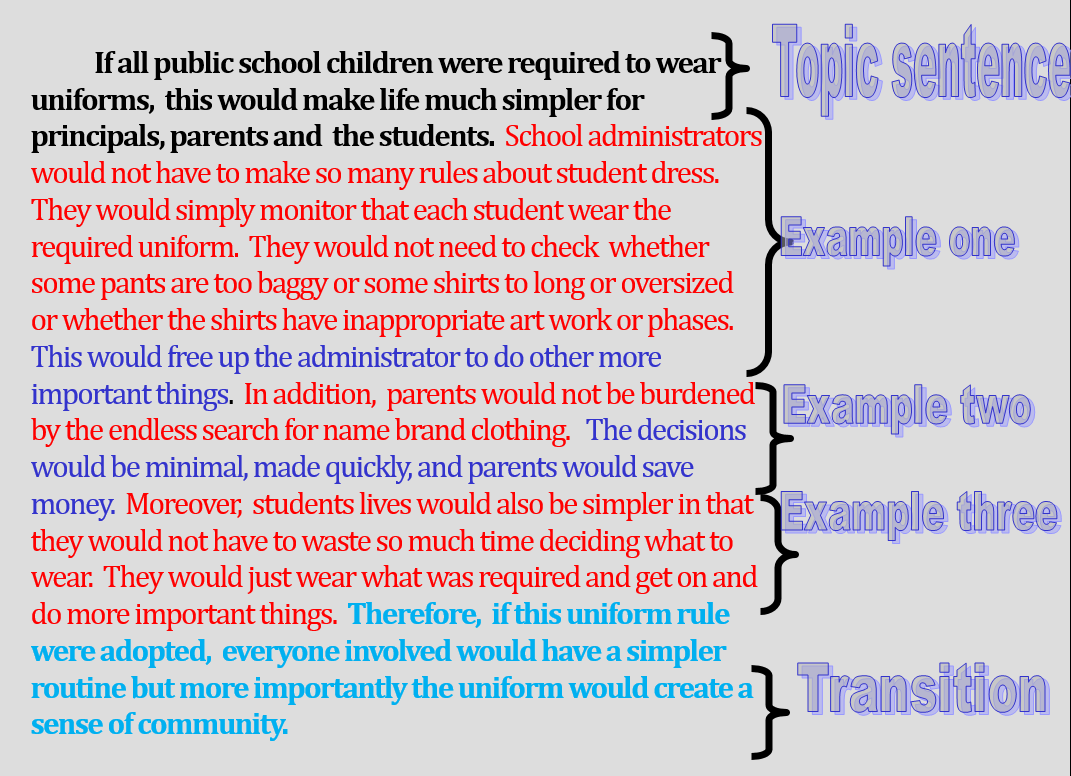 If all public school children were required to wear
uniforms, this would make life much simpler for
principals, parents and the students. School administrators
would not have to make so many rules about student dress.
They would simply monitor that each student wear the
required uniform. They would not need to check whether
some pants are too baggy or some shirts to long or oversized
or whether the shirts have inappropriate art work or phases.
This would free up the administrator to do other more
important things. In addition, parents would not be burdened
by the endless search for name brand clothing. The decisions
would be minimal, made quickly, and parents would save
money. Moreover, students lives would also be simpler in that
they would not have to waste so much time deciding what to
wear. They would just wear what was required and get on and
do more important things. Therefore, if this uniform rule
were adopted, everyone involved would have a simpler
routine but more importantly the uniform would create a
sense of community.
Topic sentence
Example one
Example two
Example three
Transition